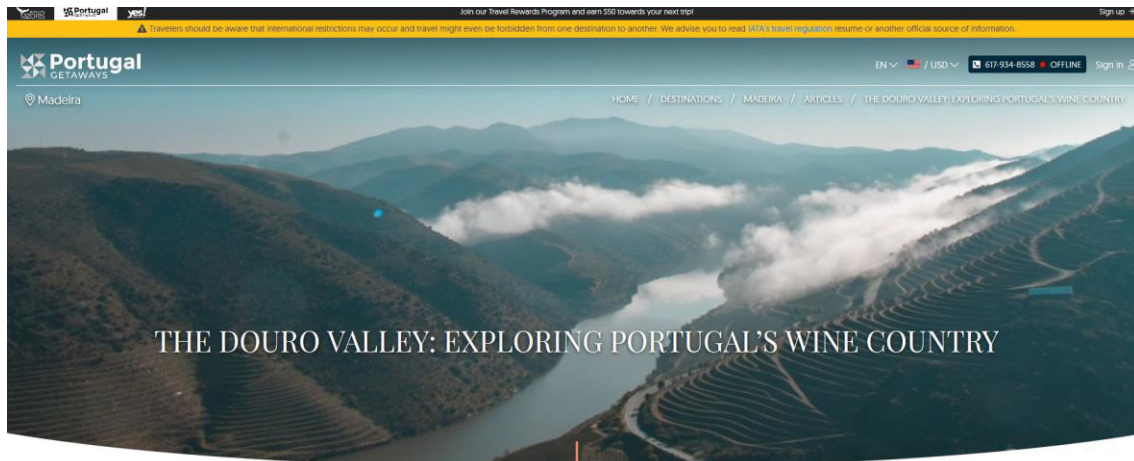 AZORES
Portugal
GETAWAYS
yes!
Join our Travel Rewards Program and earn $50 towards your next trip!
Sign up →
Travelers should be aware that international restrictions may occur and travel might even be forbidden from one destination to another. We advise you to read IATA's travel regulation resume or another official source of information.
Portugal
GETAWAYS
EN / USD 617-934-8558 OFFLINE Sign in
Madeira
HOME / DESTINATIONS / MADEIRA / ARTICLES / THE DOURO VALLEY: EXPLORING PORTUGAL'S WINE COUNTRY
THE DOURO VALLEY: EXPLORING PORTUGAL'S WINE COUNTRY